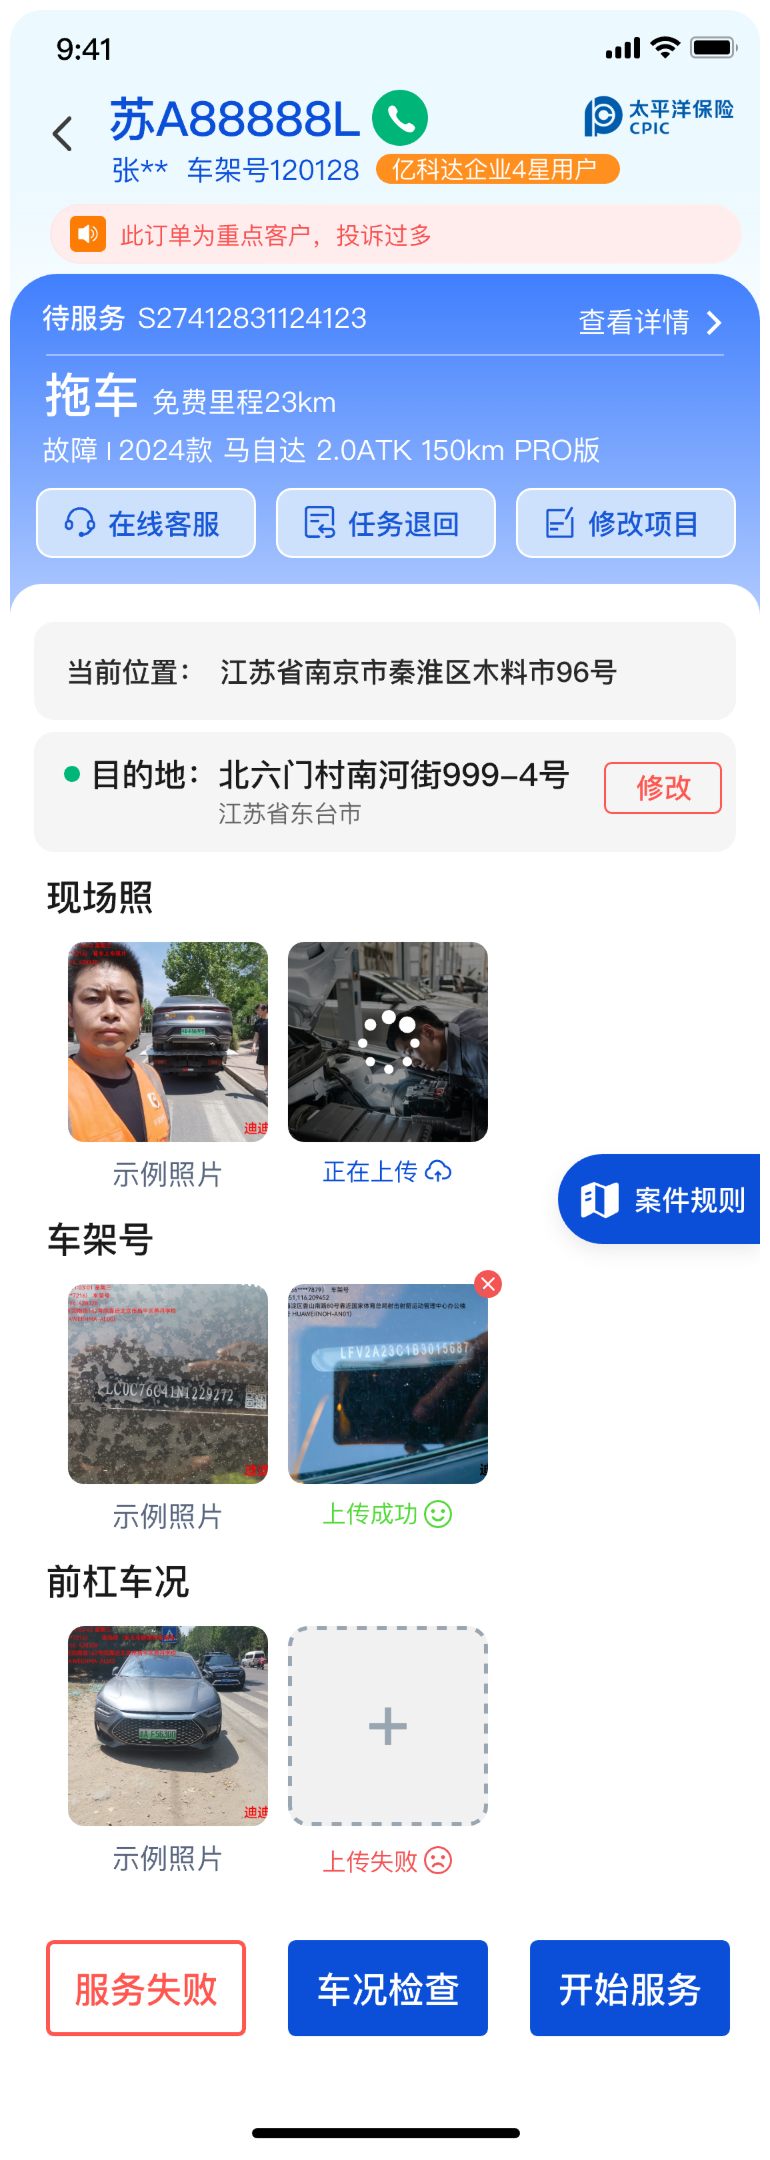 9:41
苏A88888L
太平洋保险
CPIC
张** 车架号120128 亿科达企业4星用户
此订单为重点客户，投诉过多
待服务 S27412831124123 查看详情
拖车 免费里程23km
故障 | 2024款 马自达 2.0ATK 150km PRO版
在线客服 任务退回 修改项目
当前位置： 江苏省南京市秦淮区木料市96号
目的地： 北六门村南河街999-4号 修改
江苏省东台市
现场照
迪迪
示例照片 正在上传
案件规则
车架号
LC0C76C41N1229272
LFV2A23C1B3015687
示例照片 上传成功
前杠车况
迪迪
示例照片 上传失败
服务失败 车况检查 开始服务